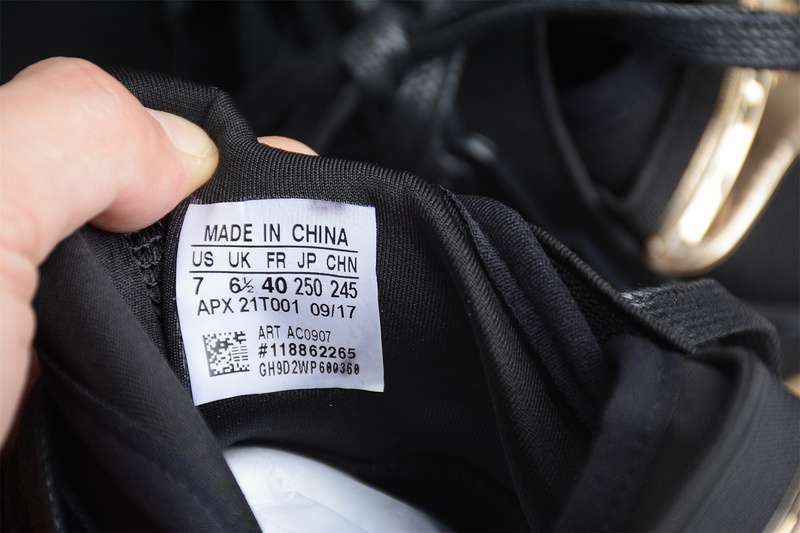 MADE IN CHINA
US UK FR JP CHN
7 6½ 40 250 245
APX 21T001 09/17
ART AC0907
#118862265
GH9D2WP600360